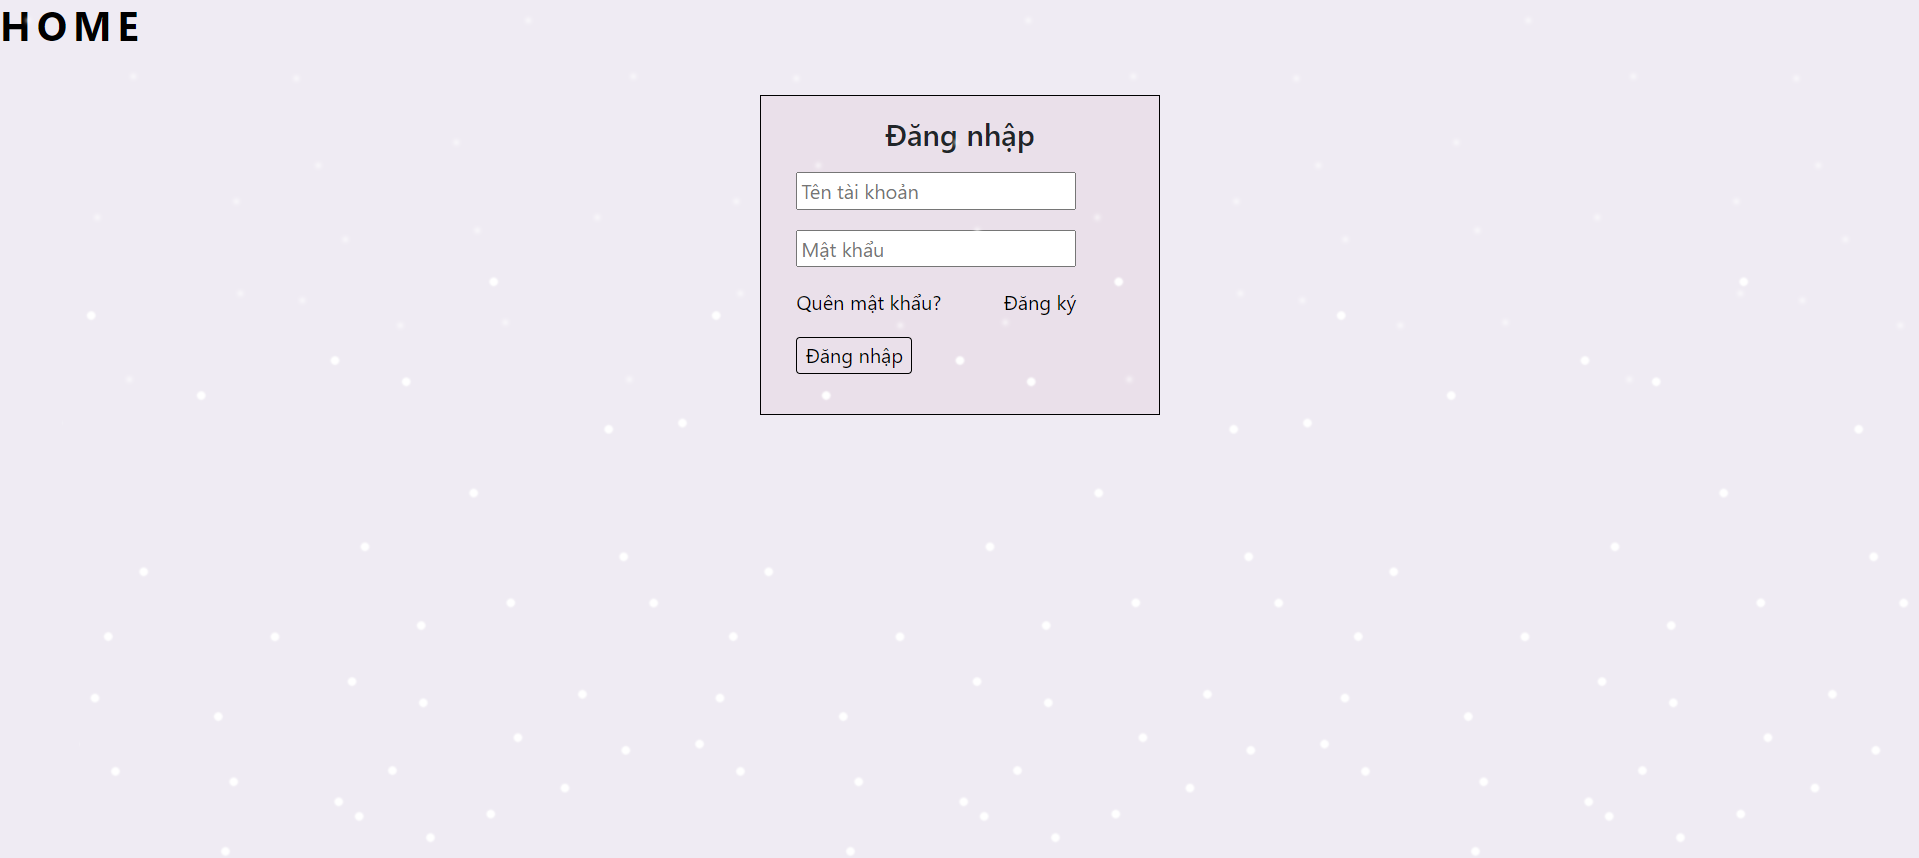 HOME
Đăng nhập
Tên tài khoản
Mật khẩu
Quên mật khẩu? Đăng ký
Đăng nhập